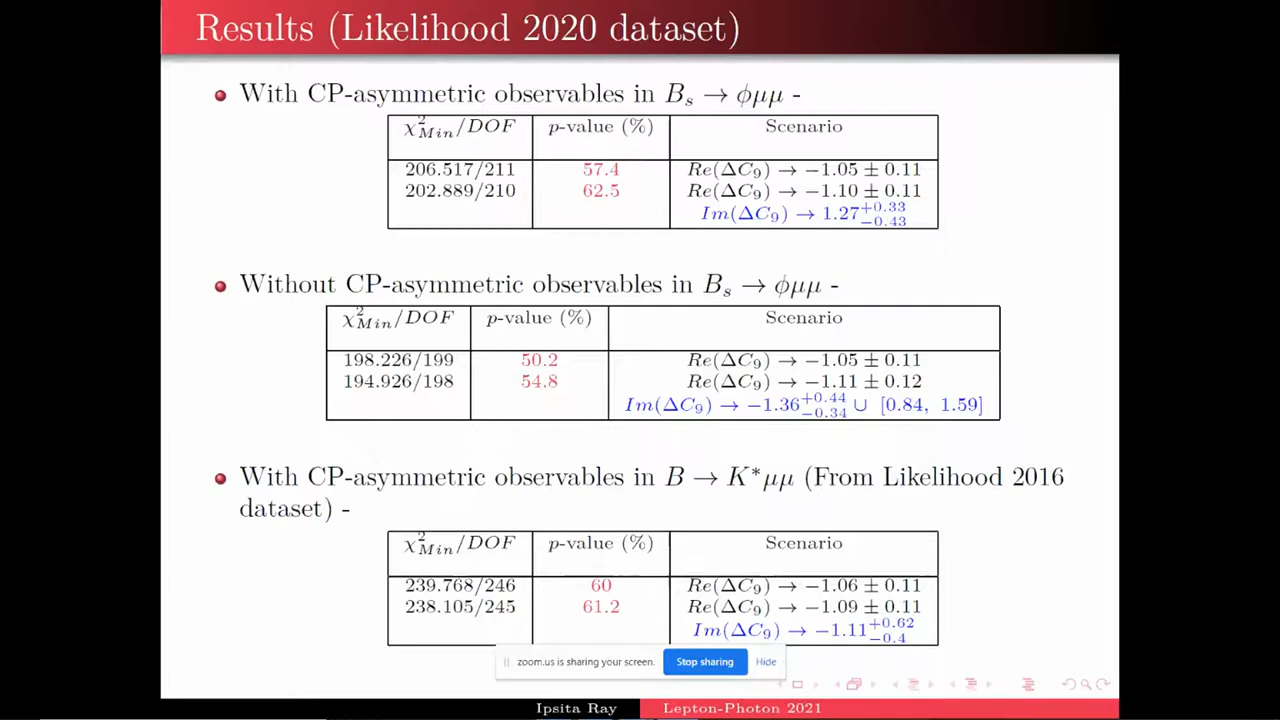 Results (Likelihood 2020 dataset)
With CP-asymmetric observables in B_s → ϕμμ -
χ²_Min/DOF p-value (%) Scenario
206.517/211 57.4 Re(ΔC₉) → −1.05 ± 0.11
202.889/210 62.5 Re(ΔC₉) → −1.10 ± 0.11
Im(ΔC₉) → 1.27^{+0.33}_{−0.43}
Without CP-asymmetric observables in B_s → ϕμμ -
χ²_Min/DOF p-value (%) Scenario
198.226/199 50.2 Re(ΔC₉) → −1.05 ± 0.11
194.926/198 54.8 Re(ΔC₉) → −1.11 ± 0.12
Im(ΔC₉) → −1.36^{+0.44}_{−0.34} ∪ [0.84, 1.59]
With CP-asymmetric observables in B → K*μμ (From Likelihood 2016
dataset) -
χ²_Min/DOF p-value (%) Scenario
239.768/246 60 Re(ΔC₉) → −1.06 ± 0.11
238.105/245 61.2 Re(ΔC₉) → −1.09 ± 0.11
Im(ΔC₉) → −1.11^{+0.62}_{−0.4}
zoom.us is sharing your screen. Stop sharing Hide
Ipsita Ray Lepton-Photon 2021